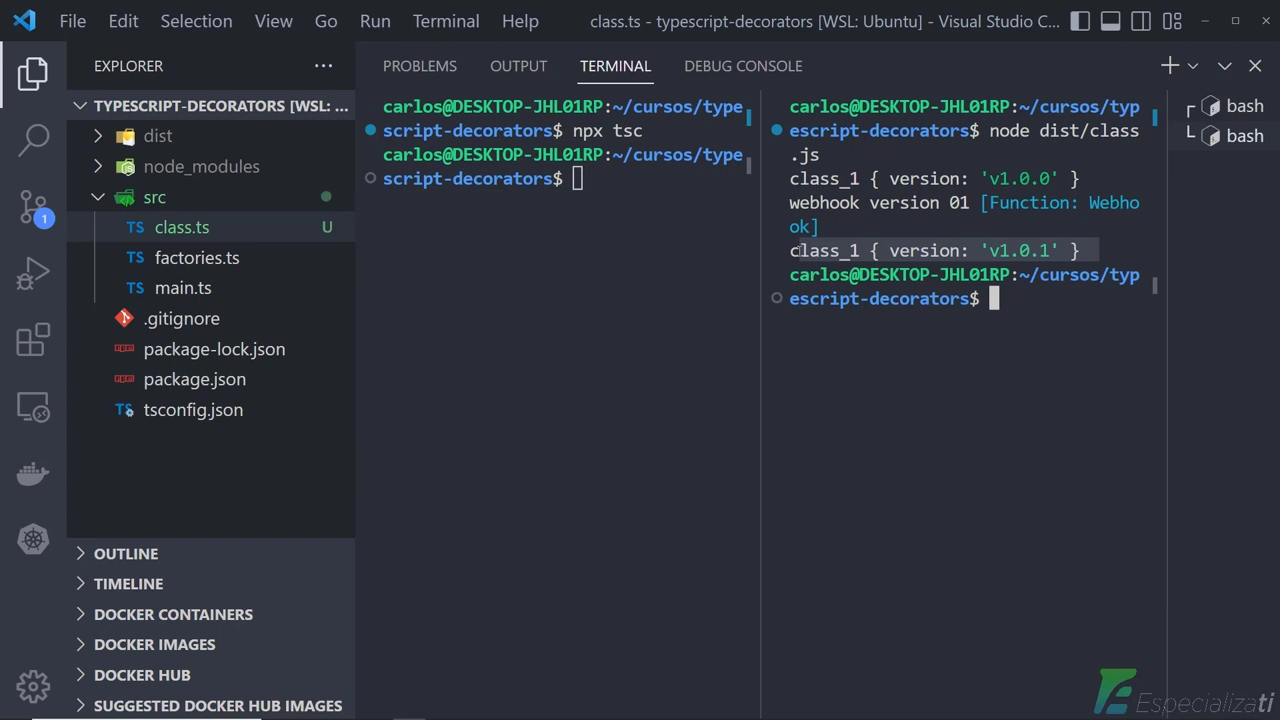 File Edit Selection View Go Run Terminal Help class.ts - typescript-decorators [WSL: Ubuntu] - Visual Studio C...
EXPLORER
TYPESCRIPT-DECORATORS [WSL: ...
dist
node_modules
src
TS class.ts U
TS factories.ts
TS main.ts
.gitignore
package-lock.json
package.json
TS tsconfig.json
OUTLINE
TIMELINE
DOCKER CONTAINERS
DOCKER IMAGES
DOCKER HUB
SUGGESTED DOCKER HUB IMAGES
1
PROBLEMS OUTPUT TERMINAL DEBUG CONSOLE
carlos@DESKTOP-JHL01RP:~/cursos/type
script-decorators$ npx tsc
carlos@DESKTOP-JHL01RP:~/cursos/type
script-decorators$
carlos@DESKTOP-JHL01RP:~/cursos/typ
escript-decorators$ node dist/class
.js
class_1 { version: 'v1.0.0' }
webhook version 01 [Function: Webho
ok]
class_1 { version: 'v1.0.1' }
carlos@DESKTOP-JHL01RP:~/cursos/typ
escript-decorators$
bash
bash
Especializati